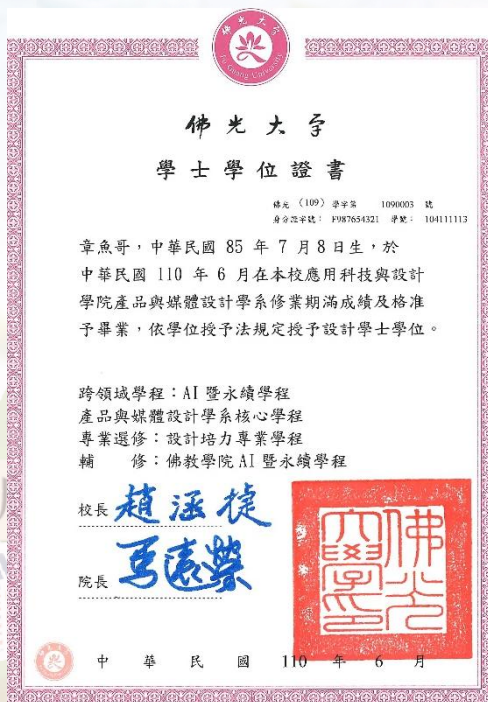 佛光大學
Fo Guang University
佛光大字
學士學位證書
佛光 (109) 學字第 1090003 號
身分證字號: F987654321 學號: 104111113
章魚哥，中華民國 85 年 7 月 8 日生，於
中華民國 110 年 6 月在本校應用科技與設計
學院產品與媒體設計學系修業期滿成績及格准
予畢業，依學位授予法規定授予設計學士學位。
跨領域學程：AI 暨永續學程
產品與媒體設計學系核心學程
專業選修：設計培力專業學程
輔 修：佛教學院 AI 暨永續學程
校長 趙涵捷
院長 馬遠榮
佛光
大學印
中 華 民 國 110 年 6 月